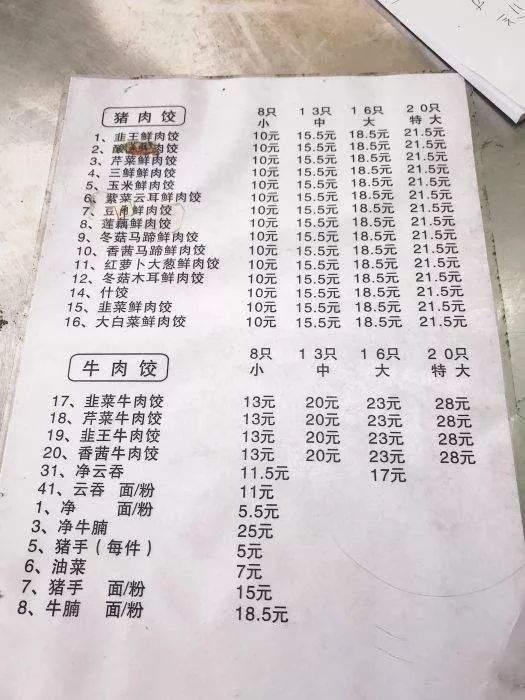 猪肉饺 8只 13只 16只 20只
小 中 大 特大
1、韭王鲜肉饺 10元 15.5元 18.5元 21.5元
2、酸 鲜肉饺 10元 15.5元 18.5元 21.5元
3、芹菜鲜肉饺 10元 15.5元 18.5元 21.5元
4、三鲜鲜肉饺 10元 15.5元 18.5元 21.5元
5、玉米鲜肉饺 10元 15.5元 18.5元 21.5元
6、紫菜云耳鲜肉饺 10元 15.5元 18.5元 21.5元
7、豆角鲜肉饺 10元 15.5元 18.5元 21.5元
8、莲藕鲜肉饺 10元 15.5元 18.5元 21.5元
9、冬菇马蹄鲜肉饺 10元 15.5元 18.5元 21.5元
10、香茜马蹄鲜肉饺 10元 15.5元 18.5元 21.5元
11、红萝卜大葱鲜肉饺 10元 15.5元 18.5元 21.5元
12、冬菇木耳鲜肉饺 10元 15.5元 18.5元 21.5元
14、什饺 10元 15.5元 18.5元 21.5元
15、韭菜鲜肉饺 10元 15.5元 18.5元 21.5元
16、大白菜鲜肉饺 10元 15.5元 18.5元 21.5元
牛肉饺 8只 13只 16只 20只
小 中 大 特大
17、韭菜牛肉饺 13元 20元 23元 28元
18、芹菜牛肉饺 13元 20元 23元 28元
19、韭王牛肉饺 13元 20元 23元 28元
20、香茜牛肉饺 13元 20元 23元 28元
31、净云吞 11.5元 17元
41、云吞 面/粉 11元
1、净 面/粉 5.5元
3、净牛腩 25元
5、猪手（每件） 5元
6、油菜 7元
7、猪手 面/粉 15元
8、牛腩 面/粉 18.5元